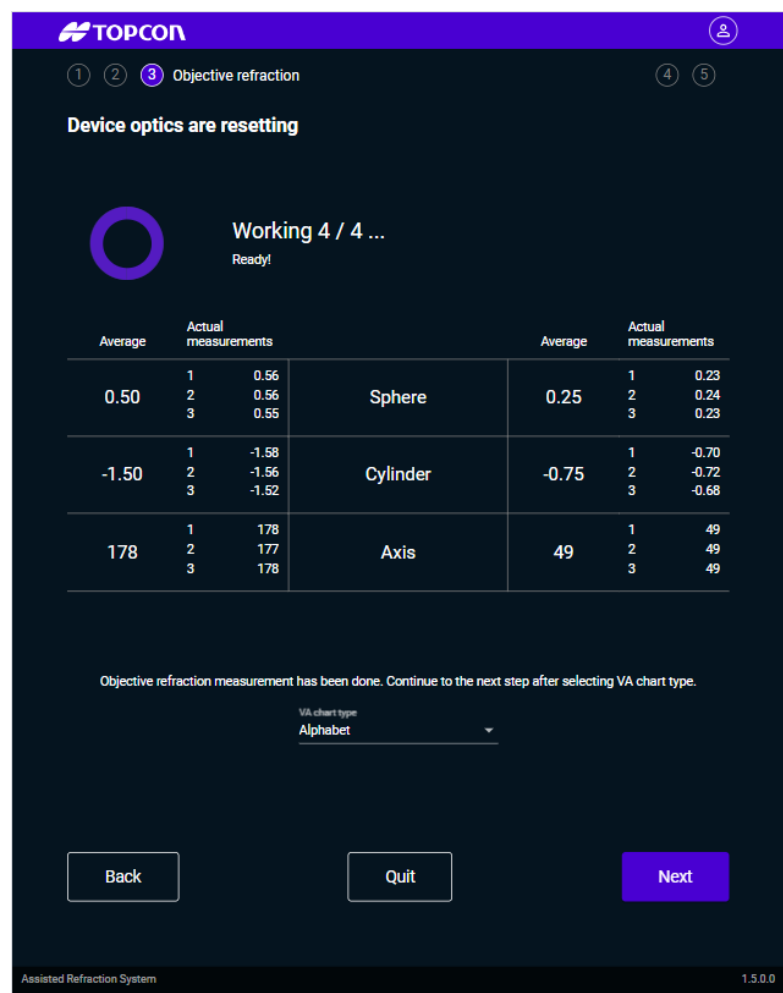 TOPCON
1 2 3 Objective refraction 4 5
Device optics are resetting
Working 4 / 4 ...
Ready!
Average Actual measurements Average Actual measurements
0.50 1 0.56 Sphere 0.25 1 0.23
2 0.56 2 0.24
3 0.55 3 0.23
-1.50 1 -1.58 Cylinder -0.75 1 -0.70
2 -1.56 2 -0.72
3 -1.52 3 -0.68
178 1 178 Axis 49 1 49
2 177 2 49
3 178 3 49
Objective refraction measurement has been done. Continue to the next step after selecting VA chart type.
VA chart type
Alphabet
Back Quit Next
Assisted Refraction System 1.5.0.0